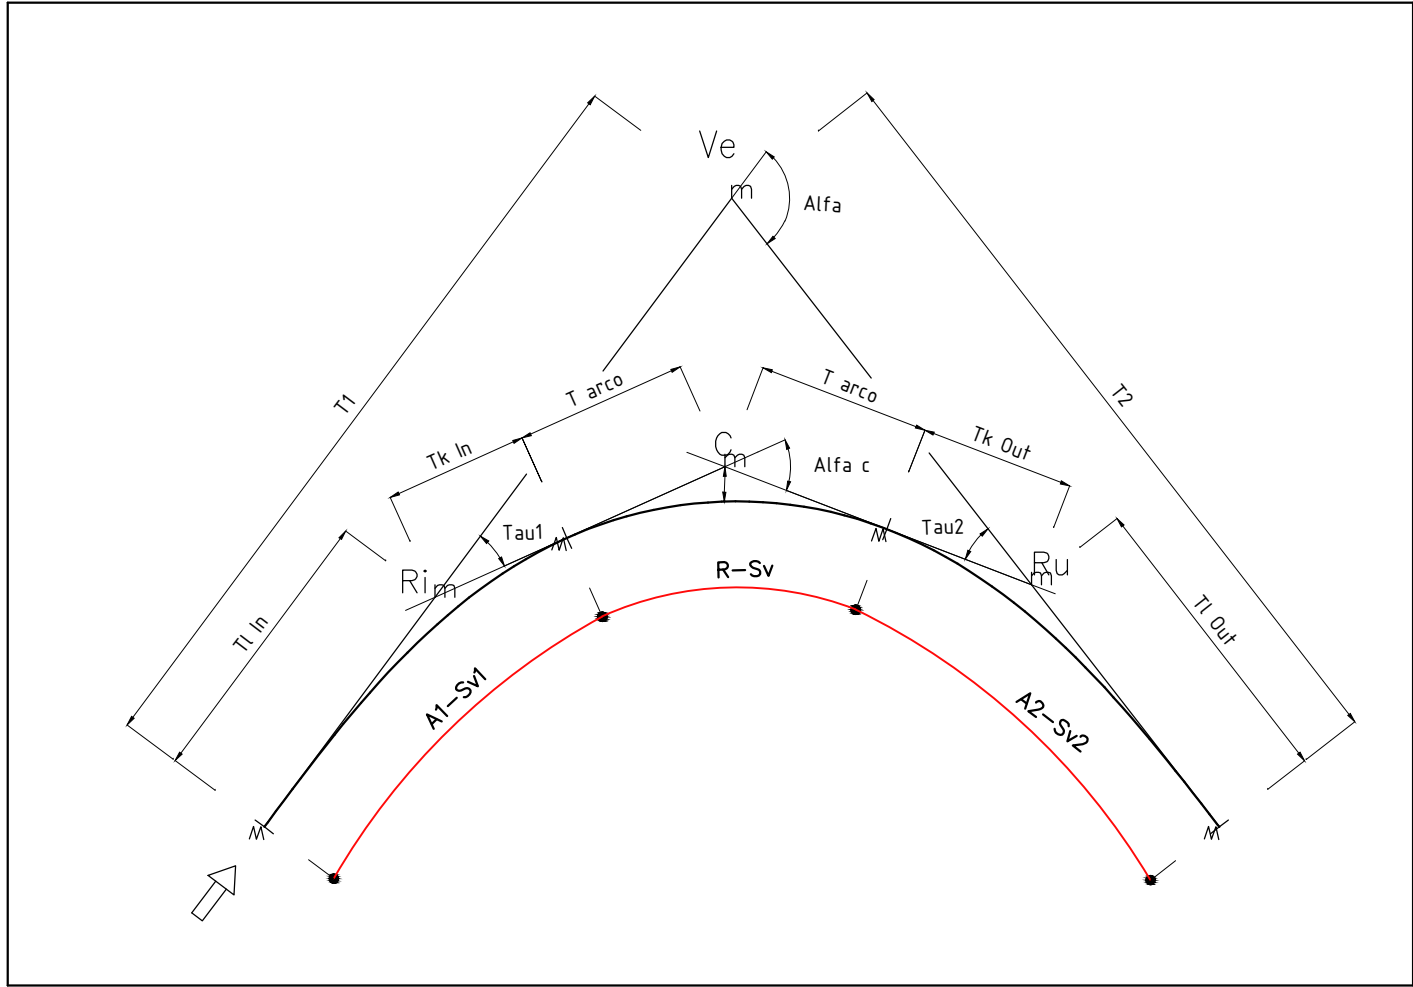 Ve
m
Alfa
T1
T2
T arco
T arco
Tk In
Tk Out
C
m
Alfa c
Tau1
Tau2
Ri
m
Ru
m
R-Sv
Tl In
Tl Out
A1-Sv1
A2-Sv2
M
M
M
M